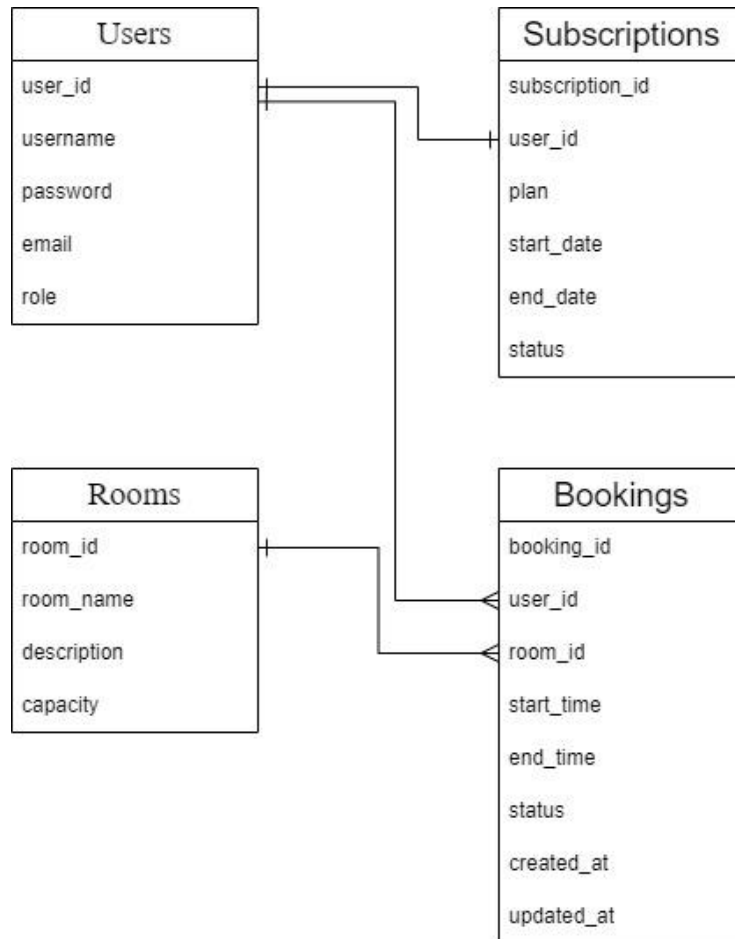 Users
user_id
username
password
email
role
Subscriptions
subscription_id
user_id
plan
start_date
end_date
status
Rooms
room_id
room_name
description
capacity
Bookings
booking_id
user_id
room_id
start_time
end_time
status
created_at
updated_at